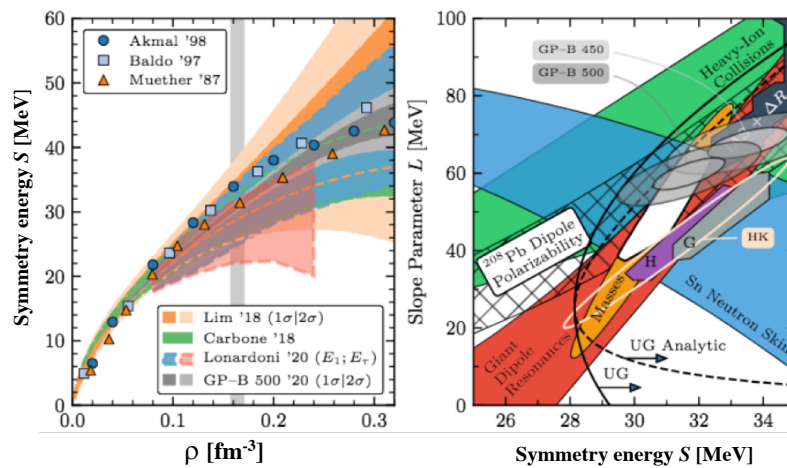 Symmetry energy S [MeV]
60
50
40
30
20
10
0
Akmal '98
Baldo '97
Muether '87
Lim '18 (1σ|2σ)
Carbone '18
Lonardoni '20 (E₁; Eτ)
GP–B 500 '20 (1σ|2σ)
0.0
0.1
0.2
0.3
ρ [fm⁻³]
Slope Parameter L [MeV]
100
80
60
40
20
0
GP–B 450
GP–B 500
Heavy-Ion
Collisions
²⁰⁸Pb Dipole
Polarizability
HK
H
G
Masses
Sn Neutron Skin
Giant
Dipole
Resonances
UG Analytic
UG
26
28
30
32
34
Symmetry energy S [MeV]